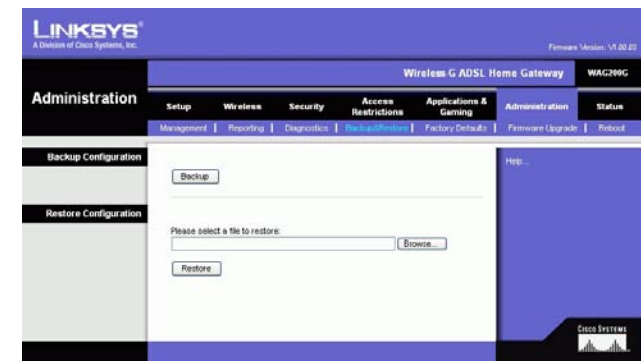 LINKSYS®
A Division of Cisco Systems, Inc.
Firmware Version: V1.00.03
Wireless-G ADSL Home Gateway WAG200G
Administration
Setup Wireless Security Access Restrictions Applications & Gaming Administration Status
Management | Reporting | Diagnostics | Backup&Restore | Factory Defaults | Firmware Upgrade | Reboot
Backup Configuration
Help...
Backup
Restore Configuration
Please select a file to restore:
Browse...
Restore
CISCO SYSTEMS